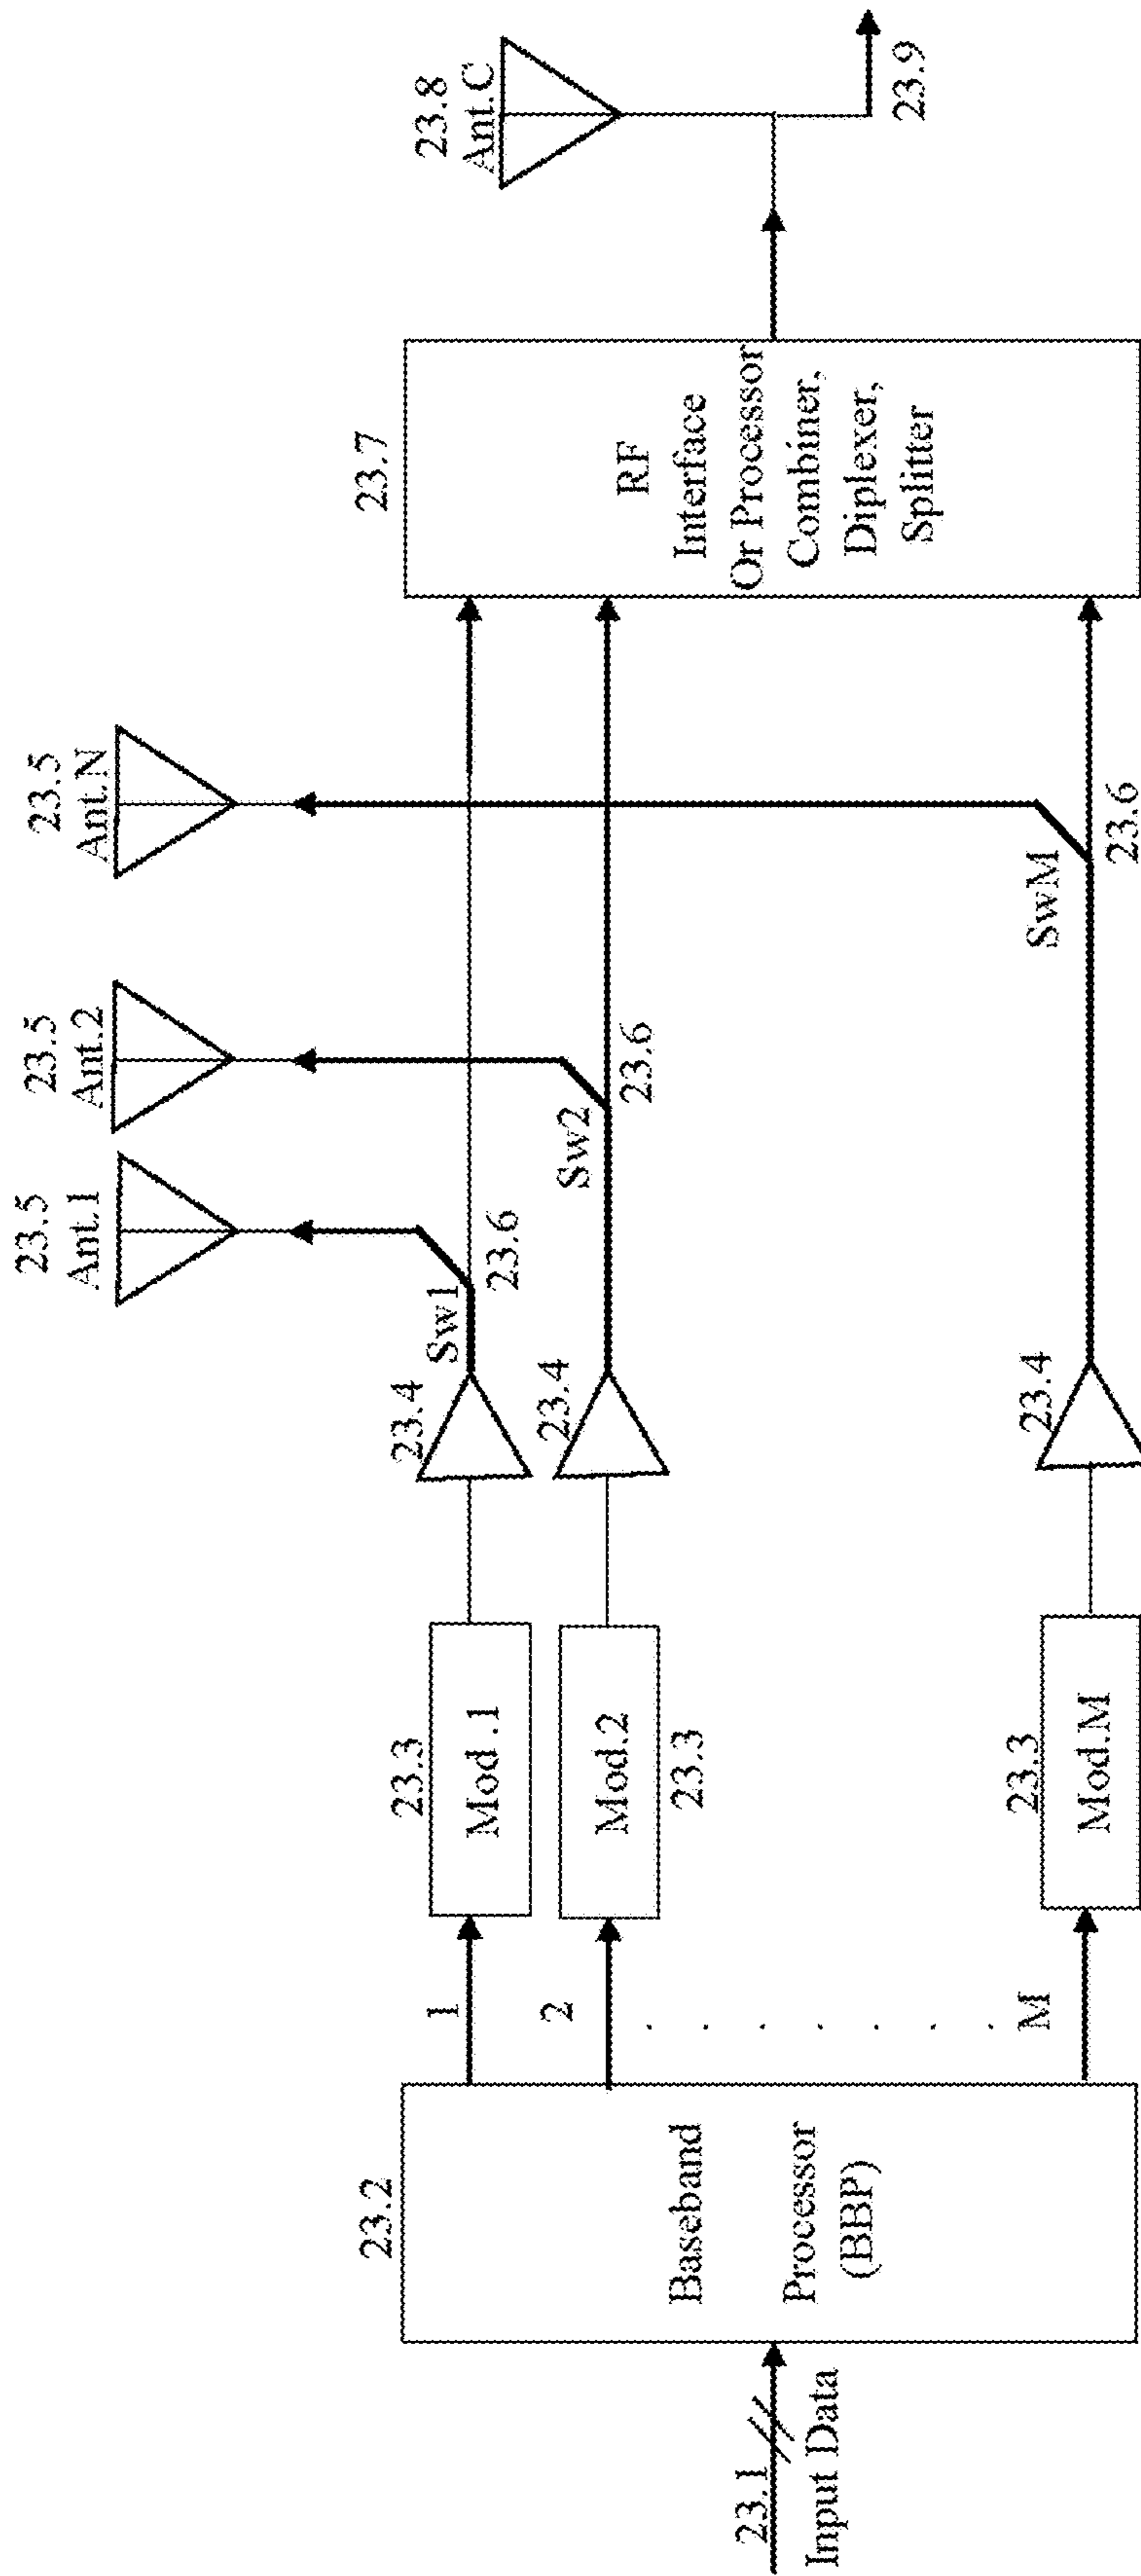 23.1
Input Data
23.2
Baseband
Processor
(BBP)
1
2
. . . . . . .
M
23.3
Mod .1
Mod.2
23.3
23.3
Mod.M
23.4
23.4
23.4
Sw1
23.6
Sw2
23.6
SwM
23.6
23.5
Ant.1
23.5
Ant.2
23.5
Ant.N
23.7
RF
Interface
Or Processor
Combiner,
Diplexer,
Splitter
23.8
Ant.C
23.9